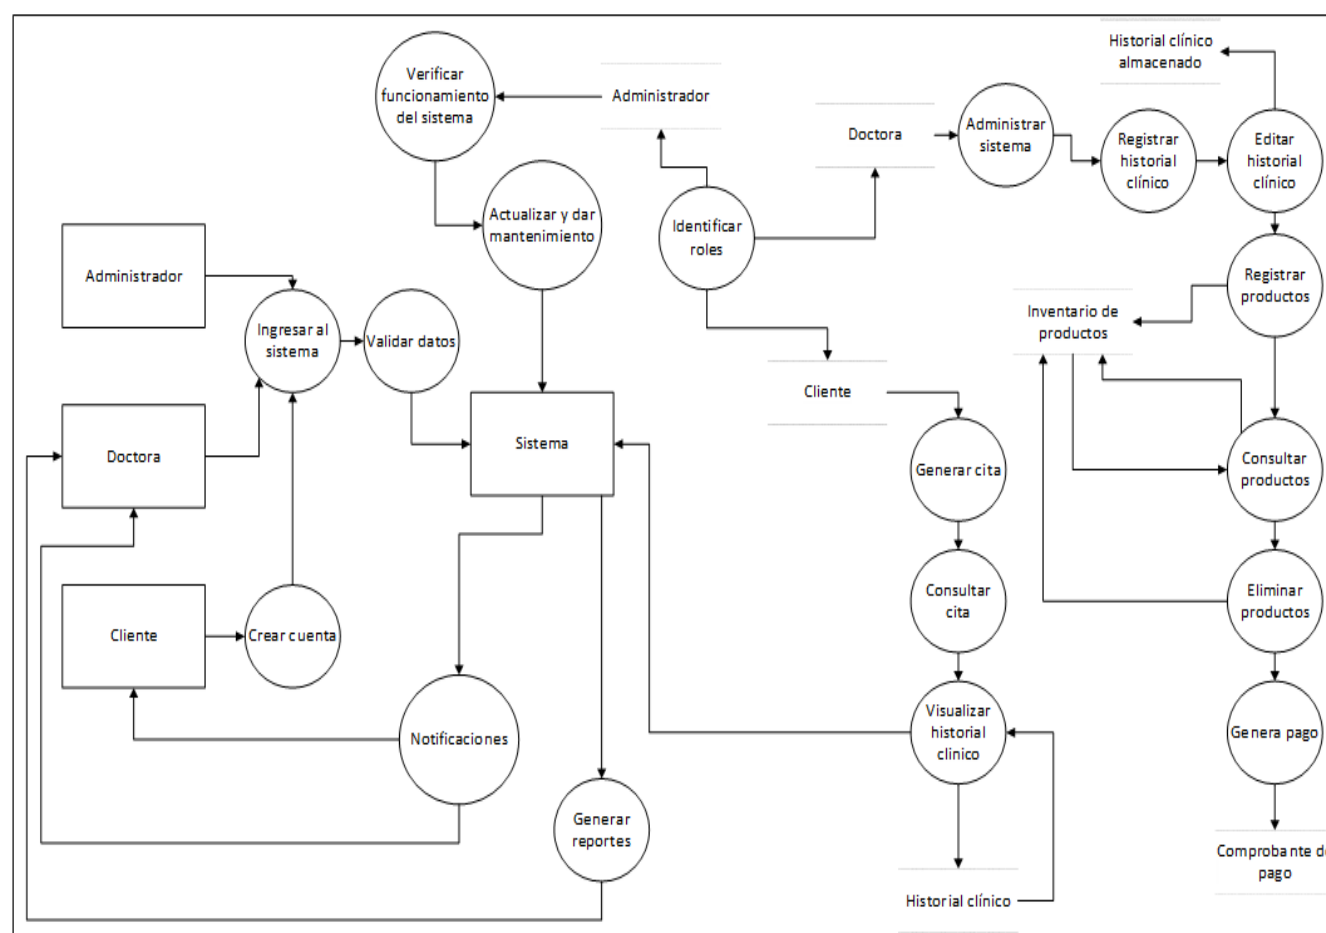 Historial clínico
almacenado
Verificar
funcionamiento
del sistema
Administrador
Doctora
Administrar
sistema
Registrar
historial
clínico
Editar
historial
clínico
Actualizar y dar
mantenimiento
Identificar
roles
Administrador
Registrar
productos
Ingresar al
sistema
Validar datos
Inventario de
productos
Cliente
Doctora
Sistema
Generar cita
Consultar
productos
Cliente
Crear cuenta
Consultar
cita
Eliminar
productos
Notificaciones
Visualizar
historial
clinico
Genera pago
Generar
reportes
Historial clínico
Comprobante d
pago